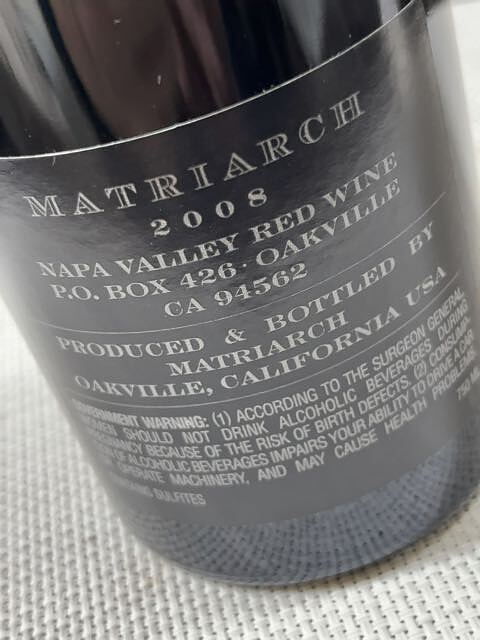 MATRIARCH
2008
NAPA VALLEY RED WINE
P.O. BOX 426 · OAKVILLE
CA 94562
PRODUCED & BOTTLED BY
MATRIARCH
OAKVILLE, CALIFORNIA USA
GOVERNMENT WARNING: (1) ACCORDING TO THE SURGEON GENERAL,
WOMEN SHOULD NOT DRINK ALCOHOLIC BEVERAGES DURING
PREGNANCY BECAUSE OF THE RISK OF BIRTH DEFECTS. (2) CONSUMP-
OF ALCOHOLIC BEVERAGES IMPAIRS YOUR ABILITY TO DRIVE A CAR
OPERATE MACHINERY, AND MAY CAUSE HEALTH PROBLEMS
SULFITES
750 ML